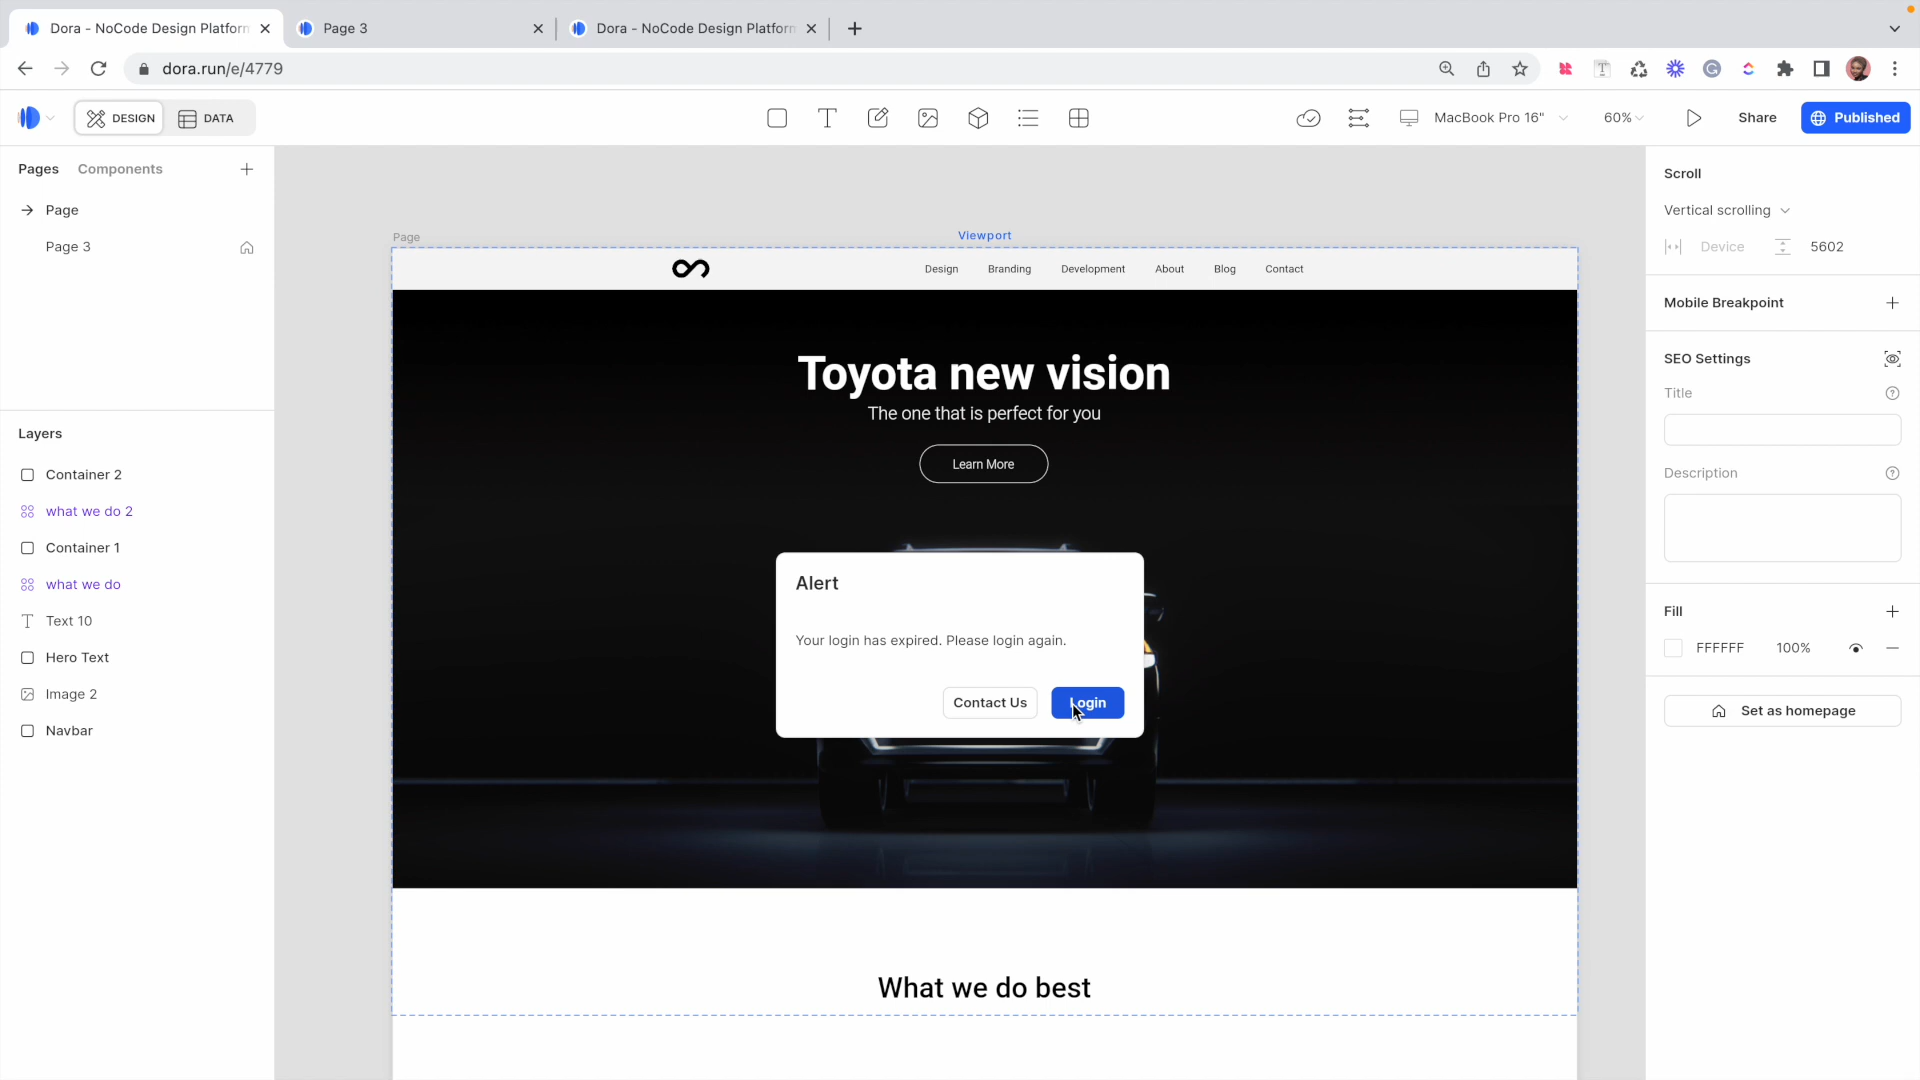 Dora - NoCode Design Platform
Page 3
Dora - NoCode Design Platform
dora.run/e/4779
DESIGN
DATA
MacBook Pro 16"
60%
Share
Published
Pages
Components
Page
Page 3
Layers
Container 2
what we do 2
Container 1
what we do
Text 10
Hero Text
Image 2
Navbar
Page
Viewport
Design
Branding
Development
About
Blog
Contact
Toyota new vision
The one that is perfect for you
Learn More
Alert
Your login has expired. Please login again.
Contact Us
Login
What we do best
Scroll
Vertical scrolling
Device
5602
Mobile Breakpoint
SEO Settings
Title
Description
Fill
FFFFFF
100%
Set as homepage